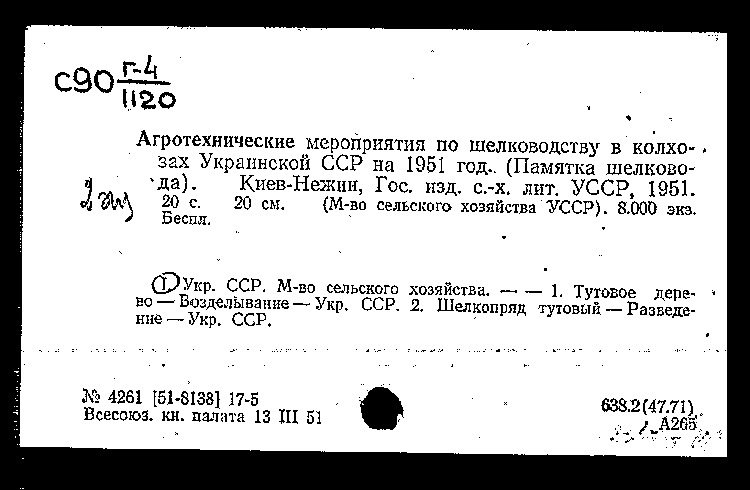 С90 Г-4
1120
Агротехнические мероприятия по шелководству в колхо-
зах Украинской ССР на 1951 год. (Памятка шелково-
да). Киев-Нежин, Гос. изд. с.-х. лит. УССР, 1951.
2 экз
20 с. 20 см. (М-во сельского хозяйства УССР). 8.000 экз.
Беспл.
I Укр. ССР. М-во сельского хозяйства. — — 1. Тутовое дере-
во — Возделывание — Укр. ССР. 2. Шелкопряд тутовый — Разведе-
ние — Укр. ССР.
№ 4261 [51-8138] 17-5
Всесоюз. кн. палата 13 III 51
638.2(47.71)
А265